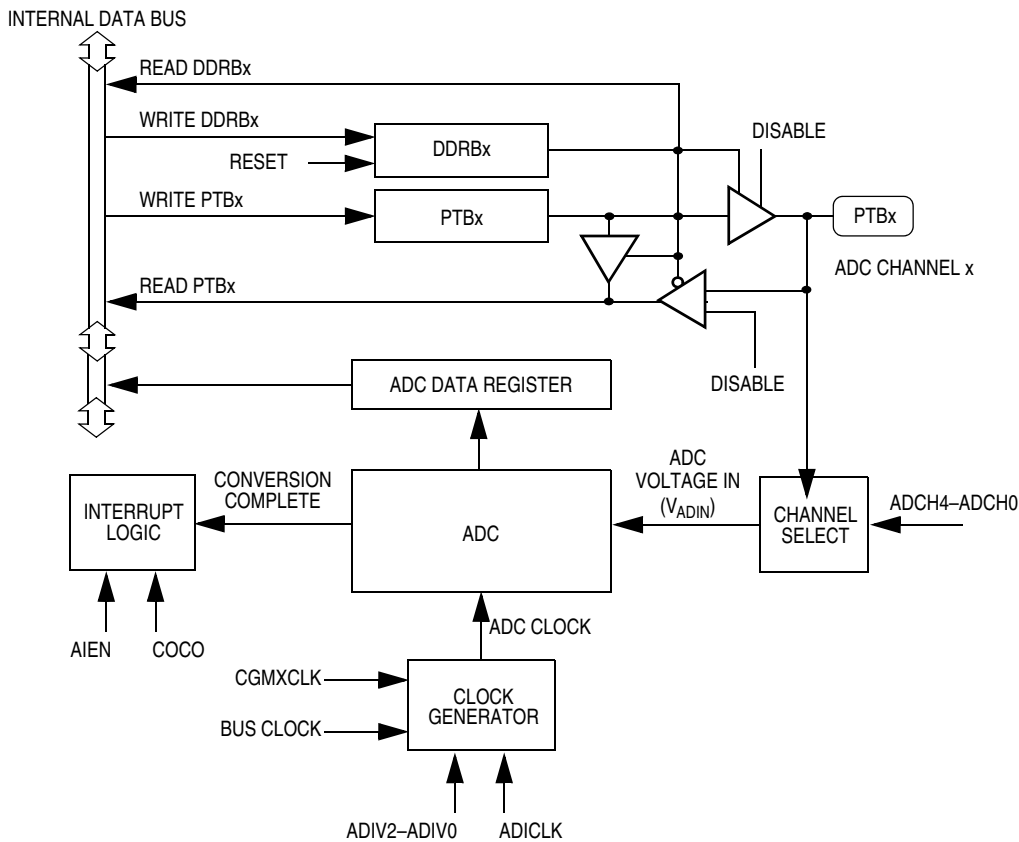 INTERNAL DATA BUS
READ DDRBx
WRITE DDRBx
RESET
DDRBx
DISABLE
WRITE PTBx
PTBx
PTBx
ADC CHANNEL x
READ PTBx
DISABLE
ADC DATA REGISTER
INTERRUPT
LOGIC
CONVERSION
COMPLETE
ADC
ADC
VOLTAGE IN
(VADIN)
CHANNEL
SELECT
ADCH4–ADCH0
AIEN
COCO
ADC CLOCK
CGMXCLK
BUS CLOCK
CLOCK
GENERATOR
ADIV2–ADIV0
ADICLK